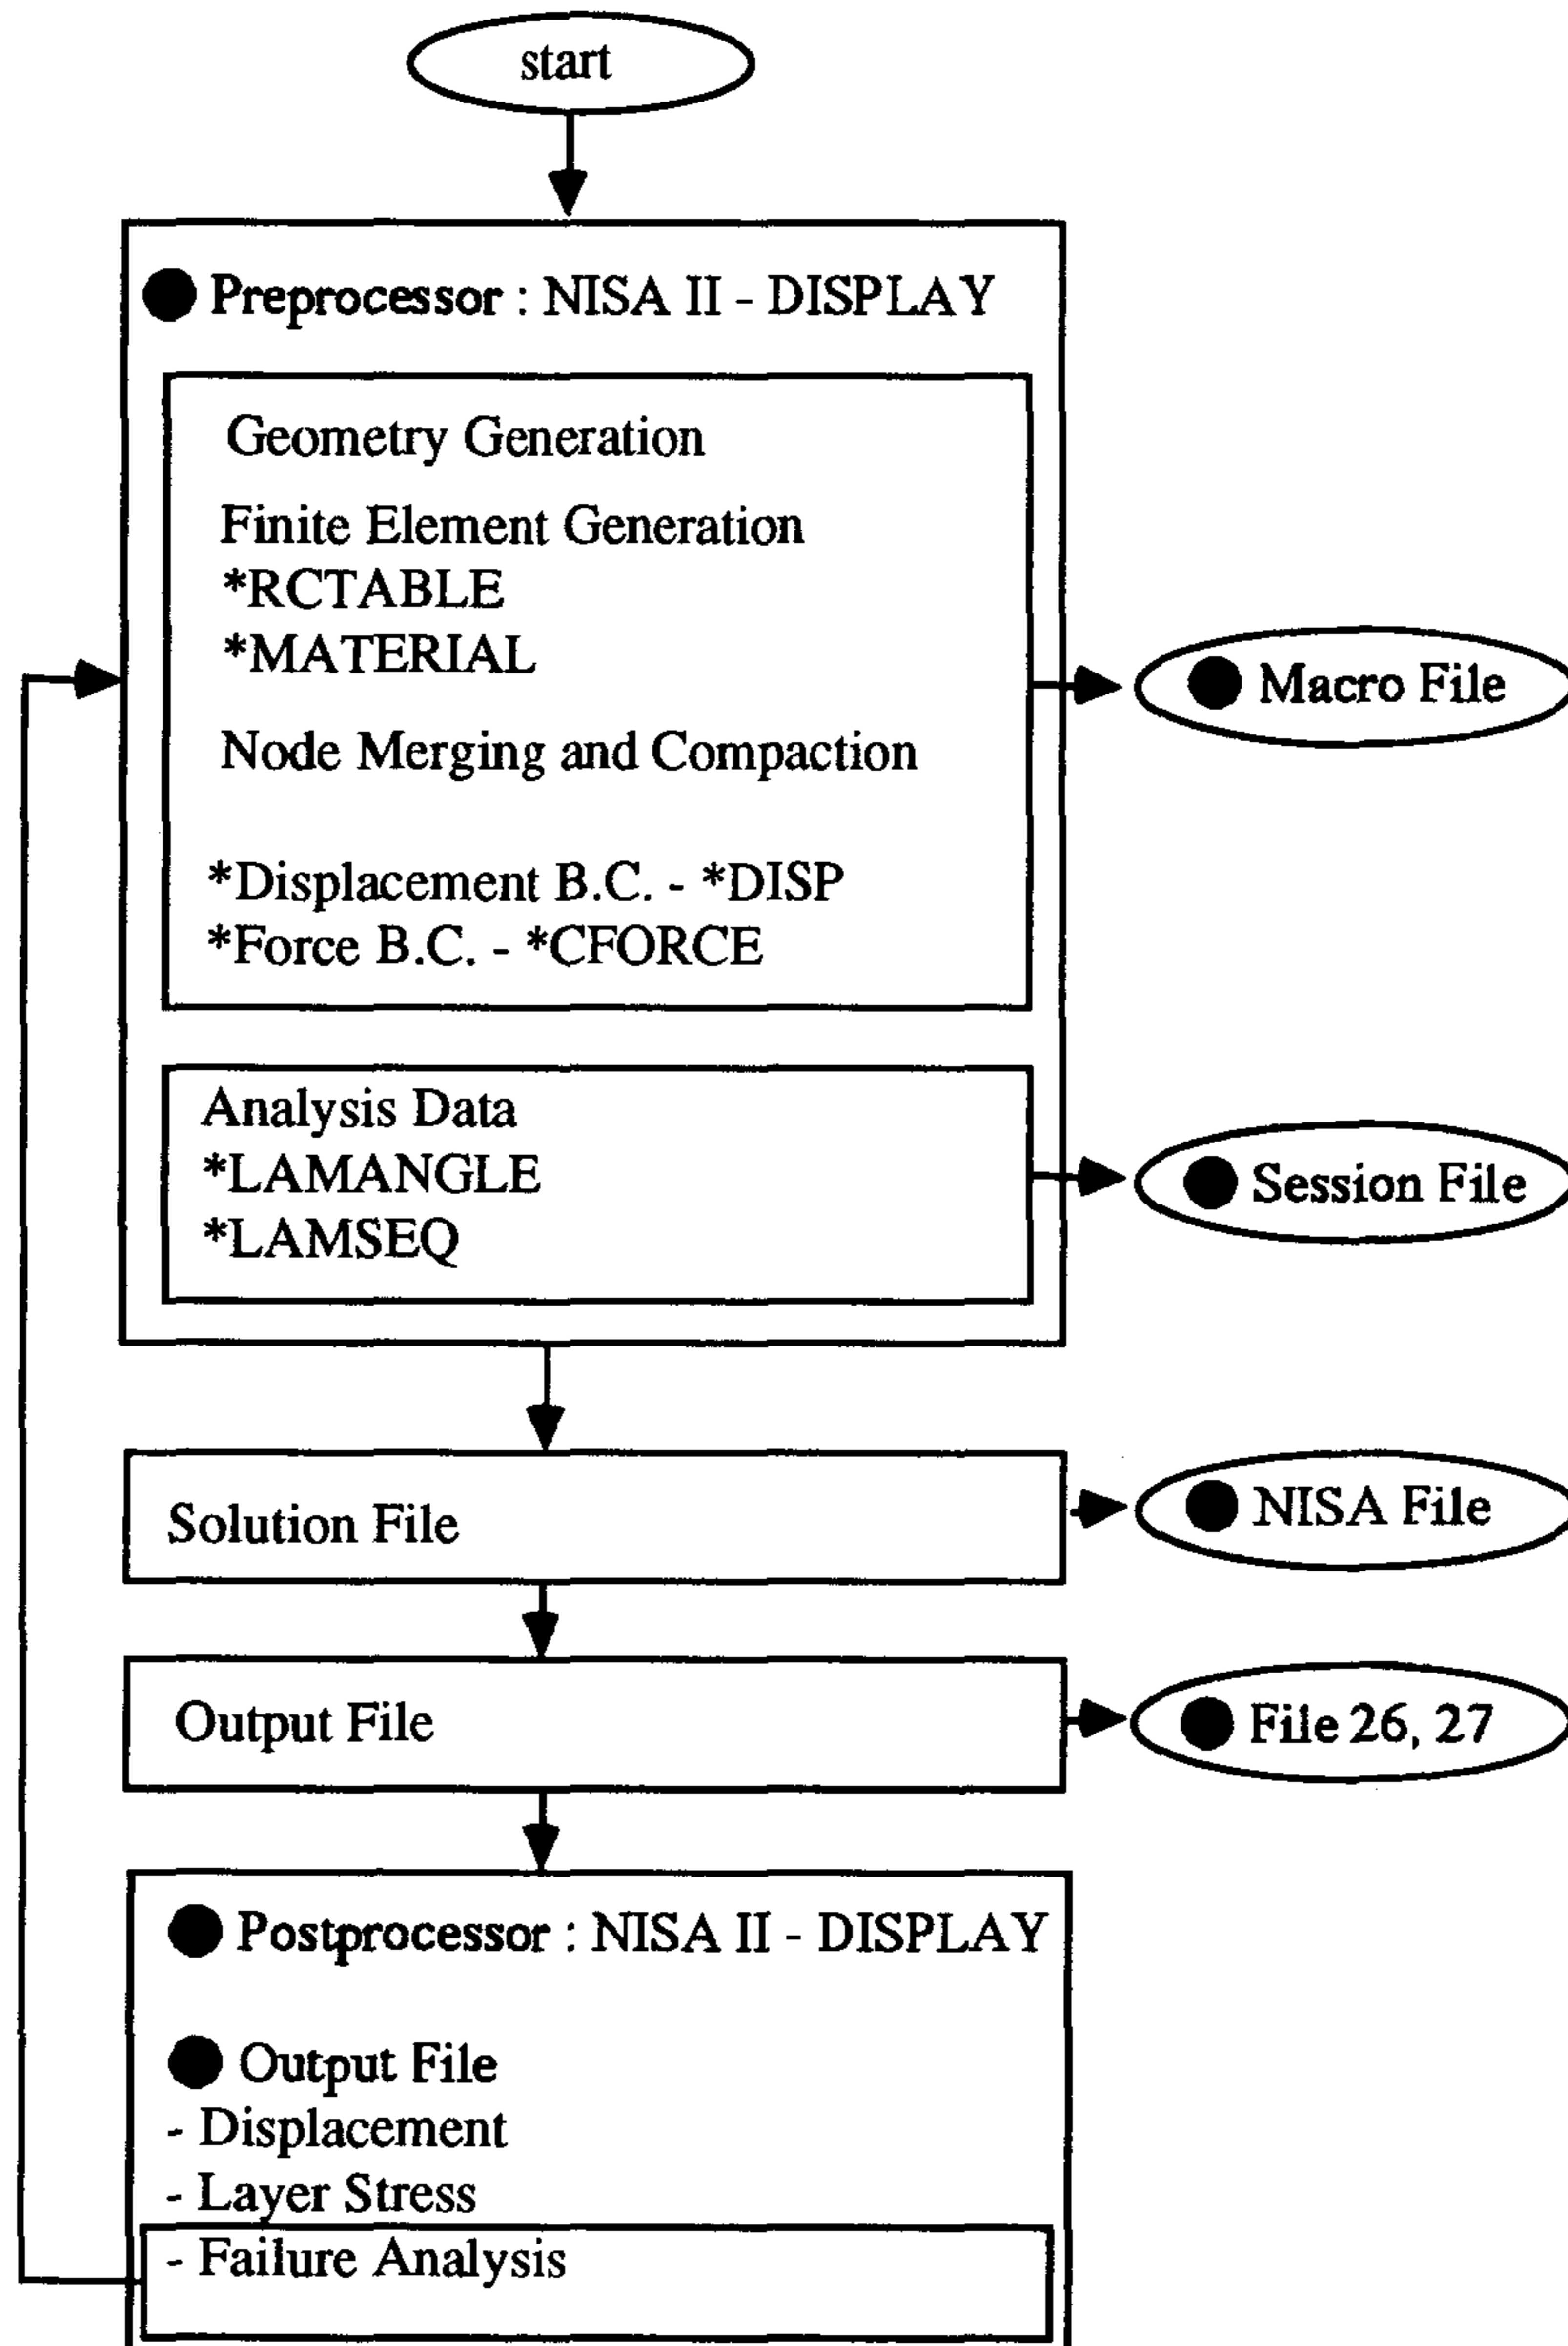 start
● Preprocessor : NISA II - DISPLAY
Geometry Generation
Finite Element Generation
*RCTABLE
*MATERIAL
● Macro File
Node Merging and Compaction
*Displacement B.C. - *DISP
*Force B.C. - *CFORCE
Analysis Data
*LAMANGLE
*LAMSEQ
● Session File
Solution File
● NISA File
Output File
● File 26, 27
● Postprocessor : NISA II - DISPLAY
● Output File
- Displacement
- Layer Stress
- Failure Analysis